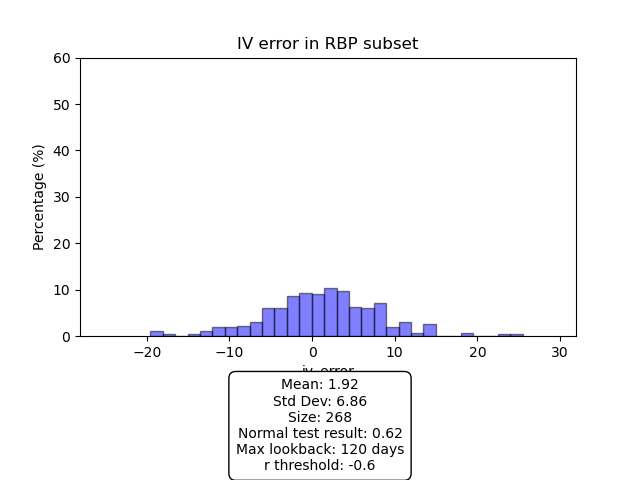 IV error in RBP subset
60
50
40
30
20
10
0
Percentage (%)
−20
−10
0
10
20
30
iv_error
Mean: 1.92
Std Dev: 6.86
Size: 268
Normal test result: 0.62
Max lookback: 120 days
r threshold: -0.6